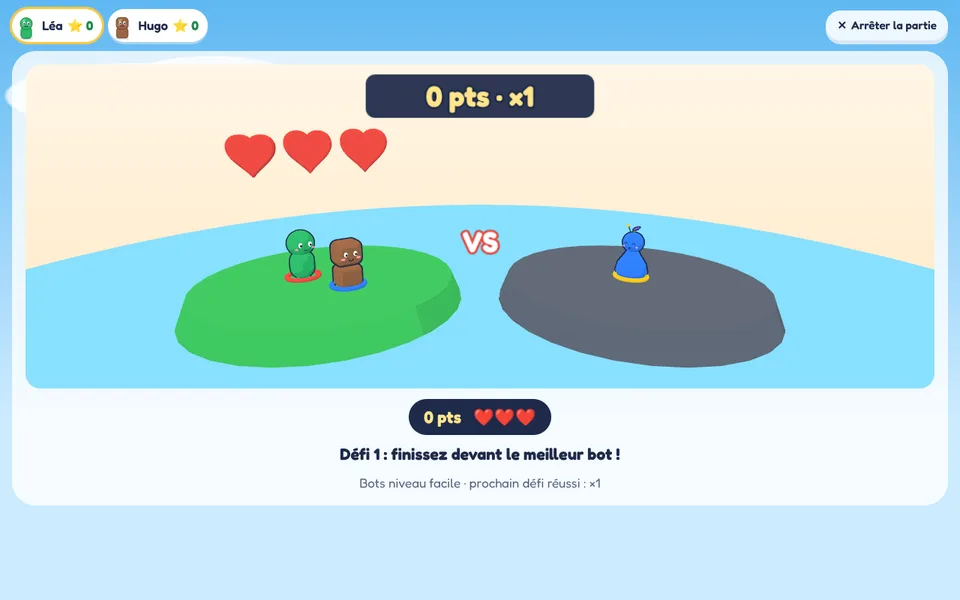 Léa ⭐ 0
Hugo ⭐ 0
✕ Arrêter la partie
0 pts · x1
VS
0 pts ❤️❤️❤️
Défi 1 : finissez devant le meilleur bot !
Bots niveau facile · prochain défi réussi : ×1